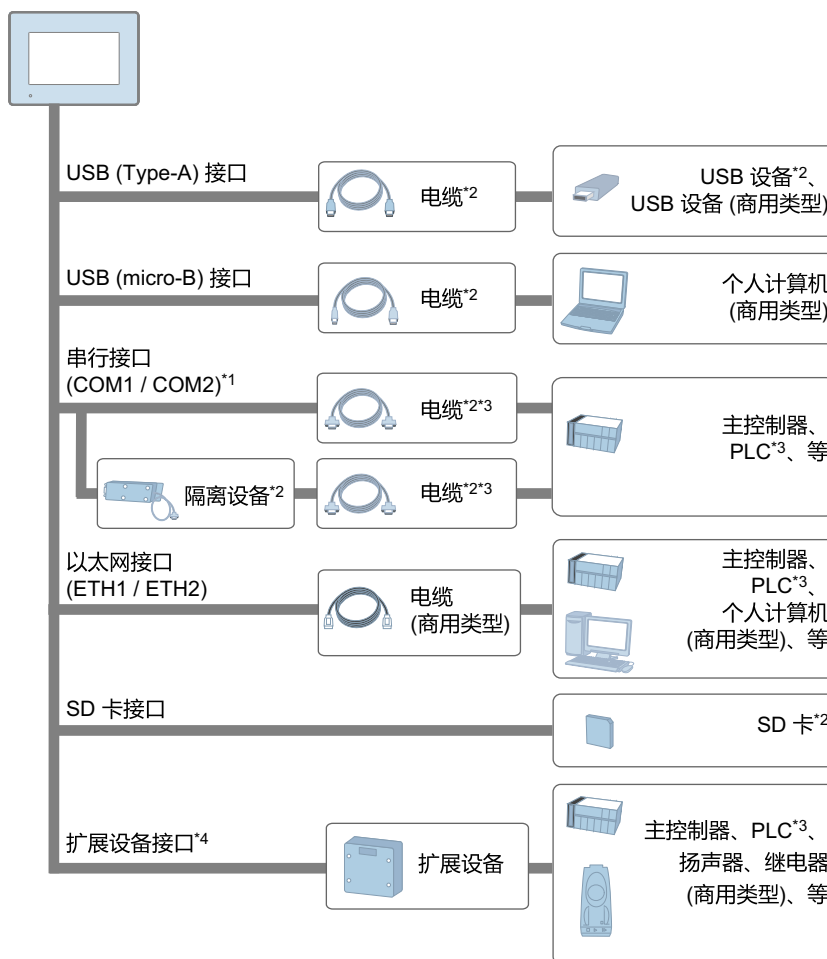 USB (Type-A) 接口
电缆*2
USB 设备*2、
USB 设备 (商用类型)
USB (micro-B) 接口
电缆*2
个人计算机
(商用类型)
串行接口
(COM1 / COM2)*1
电缆*2*3
主控制器、
PLC*3、等
隔离设备*2
电缆*2*3
以太网接口
(ETH1 / ETH2)
电缆
(商用类型)
主控制器、
PLC*3、
个人计算机
(商用类型)、等
SD 卡接口
SD 卡*2
扩展设备接口*4
扩展设备
主控制器、PLC*3、
扬声器、继电器
(商用类型)、等